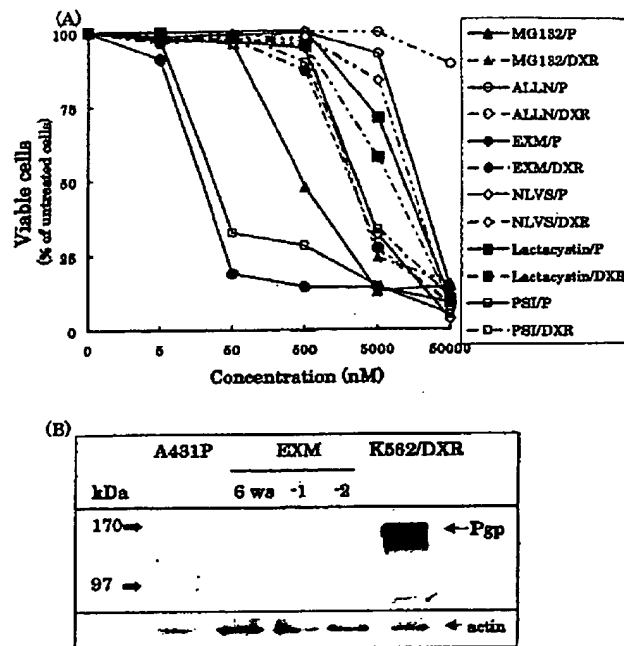 (A)
100
75
50
25
0
Viable cells
(% of untreated cells)
0 5 50 500 5000 50000
Concentration (nM)
MG132/P
MG132/DXR
ALLN/P
ALLN/DXR
EXM/P
EXM/DXR
NLVS/P
NLVS/DXR
Lactacystin/P
Lactacystin/DXR
PSI/P
PSI/DXR
(B)
A431P EXM K562/DXR
kDa 6 ws -1 -2
170 Pgp
97
actin